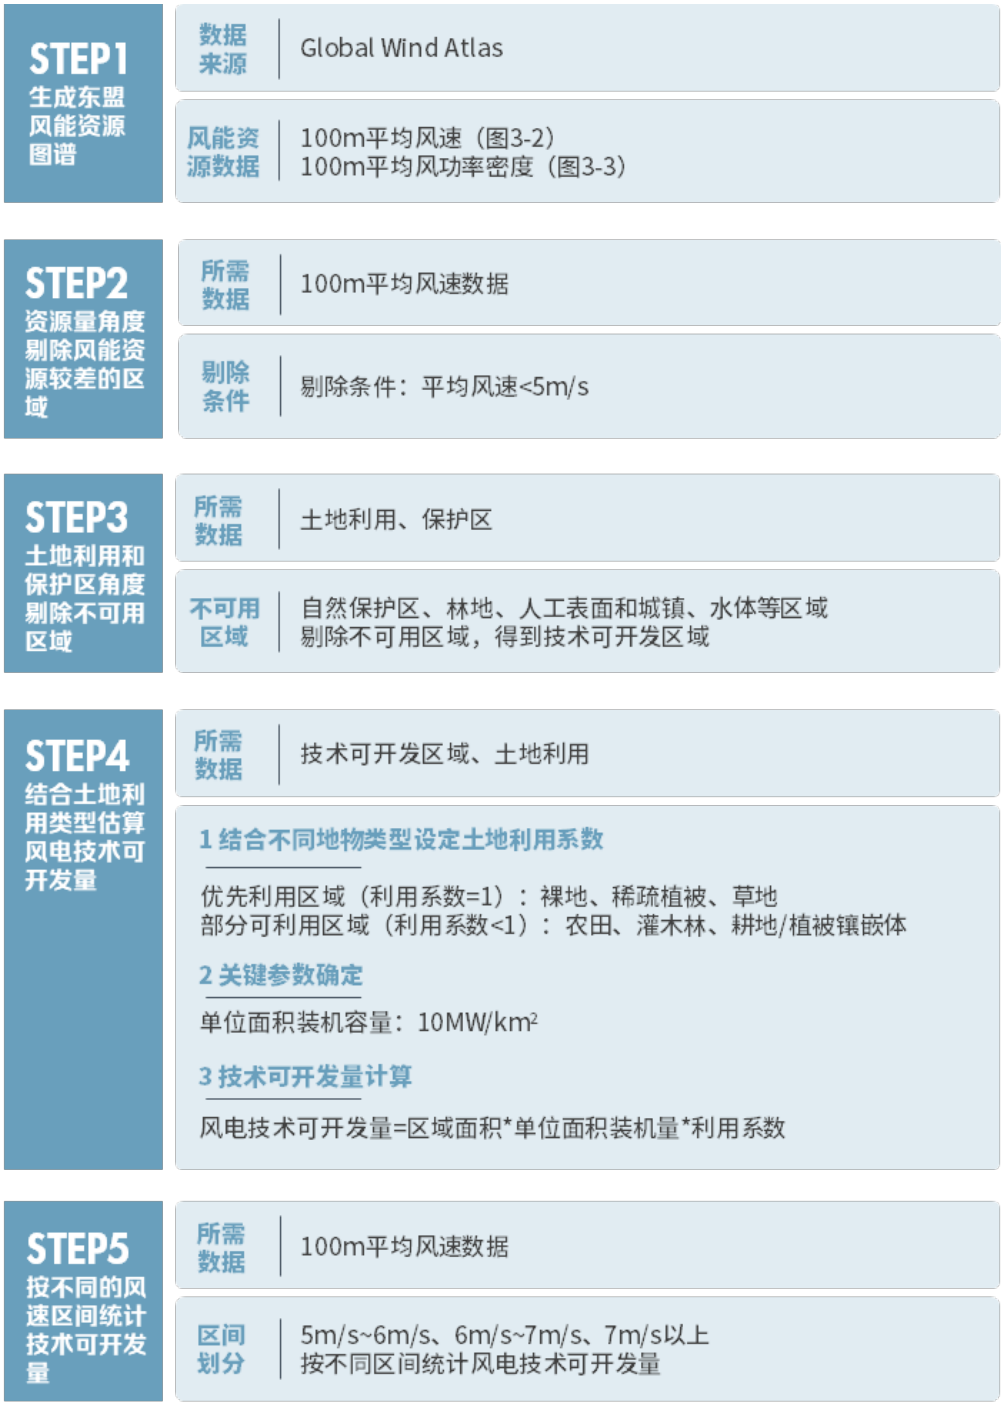 STEP1
生成东盟
风能资源
图谱
数据
来源
Global Wind Atlas
风能资
源数据
100m平均风速（图3-2）
100m平均风功率密度（图3-3）
STEP2
资源量角度
剔除风能资
源较差的区
域
所需
数据
100m平均风速数据
剔除
条件
剔除条件：平均风速<5m/s
STEP3
土地利用和
保护区角度
剔除不可用
区域
所需
数据
土地利用、保护区
不可用
区域
自然保护区、林地、人工表面和城镇、水体等区域
剔除不可用区域，得到技术可开发区域
STEP4
结合土地利
用类型估算
风电技术可
开发量
所需
数据
技术可开发区域、土地利用
1 结合不同地物类型设定土地利用系数
优先利用区域（利用系数=1）：裸地、稀疏植被、草地
部分可利用区域（利用系数<1）：农田、灌木林、耕地/植被镶嵌体
2 关键参数确定
单位面积装机容量：10MW/km²
3 技术可开发量计算
风电技术可开发量=区域面积*单位面积装机量*利用系数
STEP5
按不同的风
速区间统计
技术可开发
量
所需
数据
100m平均风速数据
区间
划分
5m/s~6m/s、6m/s~7m/s、7m/s以上
按不同区间统计风电技术可开发量